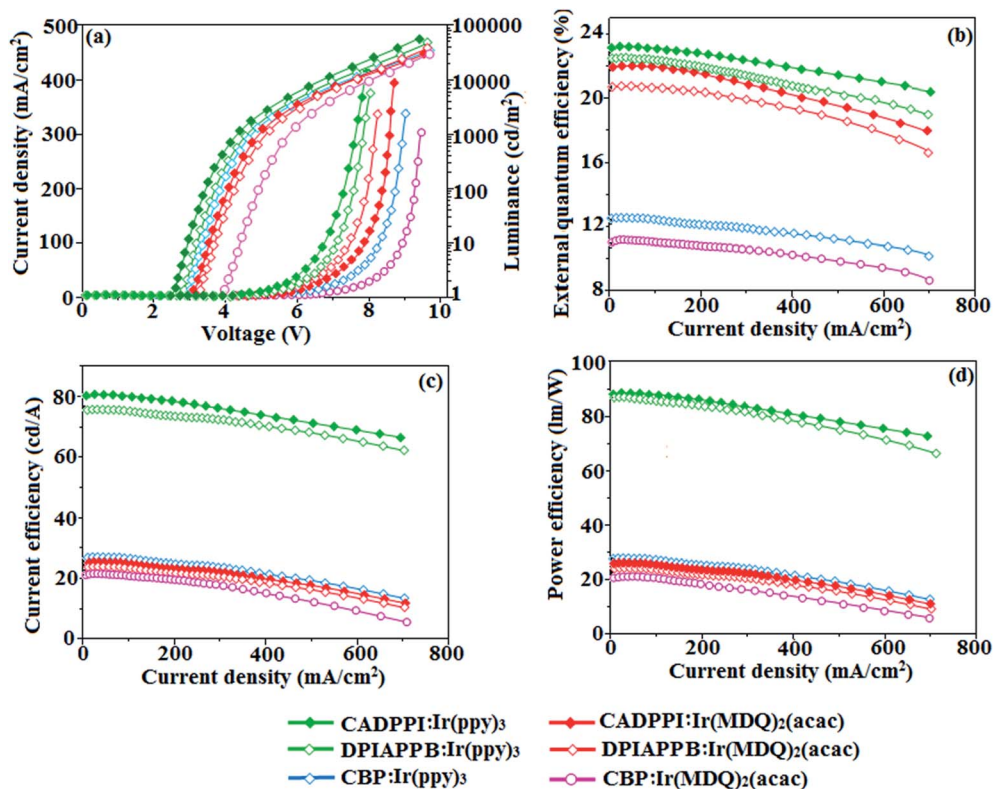 (a)
Current density (mA/cm²)
500
400
300
200
100
0
0 2 4 6 8 10
Voltage (V)
100000
10000
1000
100
10
1
Luminance (cd/m²)
(b)
External quantum efficiency (%)
24
20
16
12
8
0 200 400 600 800
Current density (mA/cm²)
(c)
Current efficiency (cd/A)
80
60
40
20
0
0 200 400 600 800
Current density (mA/cm²)
(d)
Power efficiency (lm/W)
100
80
60
40
20
0
0 200 400 600 800
Current density (mA/cm²)
CADPPI:Ir(ppy)₃ CADPPI:Ir(MDQ)₂(acac)
DPIAPPB:Ir(ppy)₃ DPIAPPB:Ir(MDQ)₂(acac)
CBP:Ir(ppy)₃ CBP:Ir(MDQ)₂(acac)